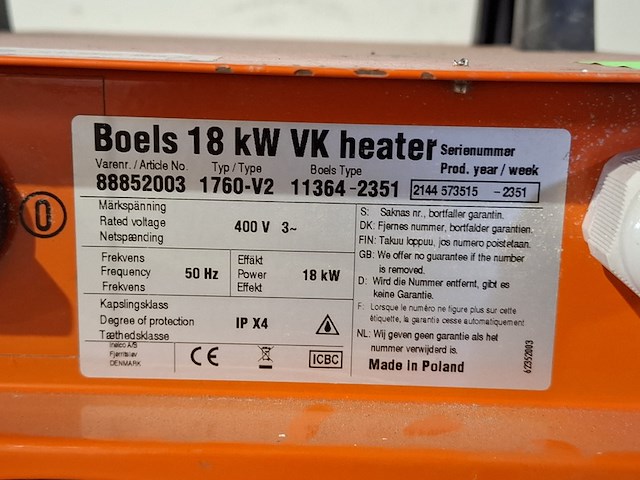 Boels 18 kW VK heater
Serienummer
Varenr. / Article No. Typ / Type Boels Type Prod. year / week
88852003 1760-V2 11364-2351 2144 573515 -2351
Märkspänning
Rated voltage 400 V 3~
Netspænding
Frekvens Effäkt
Frequency 50 Hz Power 18 kW
Frekvens Effekt
Kapslingsklass
Degree of protection IP X4
Tæthedsklasse
Inelco A/S
Fjerritslev
DENMARK
CE ICBC
S: Saknas nr., bortfaller garantin.
DK: Fjernes nummer, bortfalder garantien.
FIN: Takuu loppuu, jos numero poistetaan.
GB: We offer no guarantee if the number
is removed.
D: Wird die Nummer entfernt, gibt es
keine Garantie.
F: Lorsque le numéro ne figure plus sur cette
étiquette, la garantie cesse automatiquement.
NL: Wij geven geen garantie als het
nummer verwijderd is.
Made in Poland
62352003
0